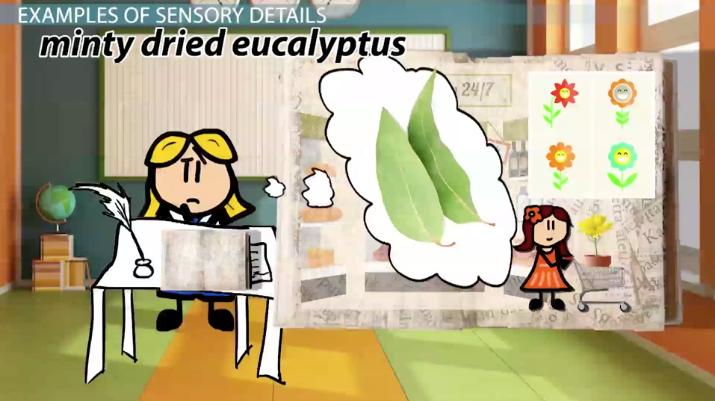 EXAMPLES OF SENSORY DETAILS
minty dried eucalyptus
24/7